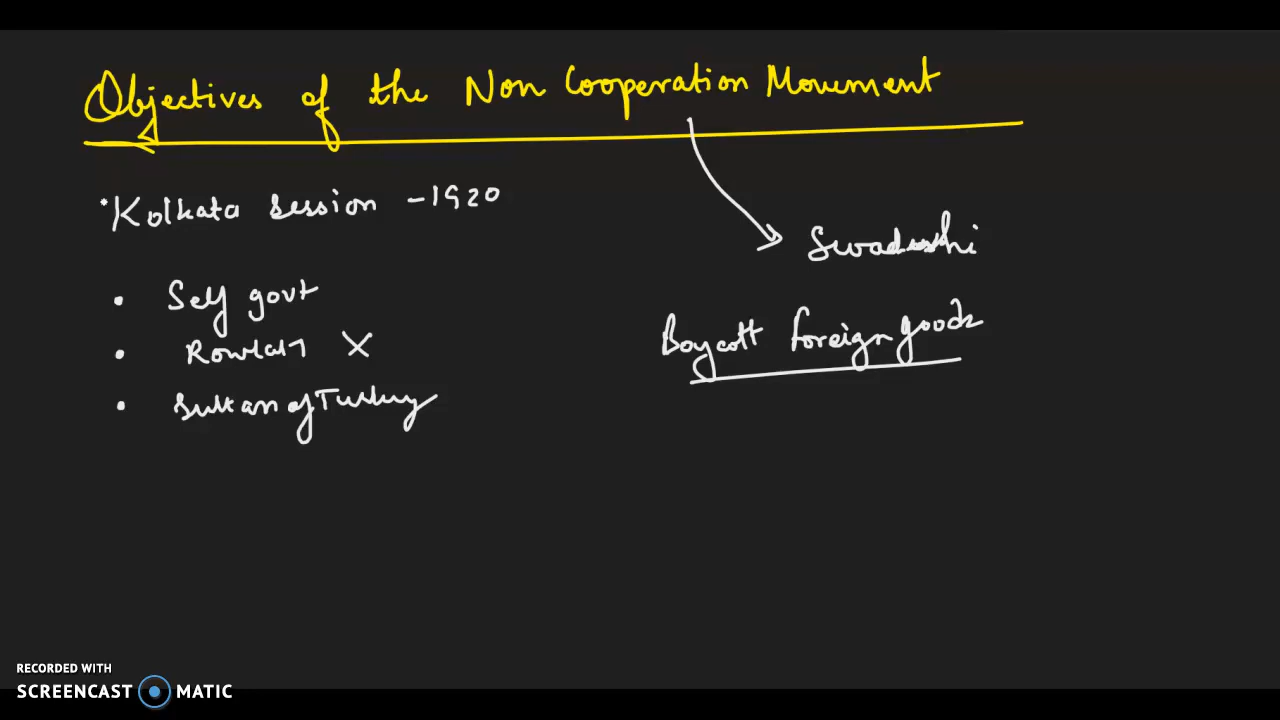 Objectives of the Non Cooperation Movement
*Kolkata session -1920
• Self govt
• Rowlatt X
• Sultan of Turkey
Swadeshi
Boycott foreign goods
RECORDED WITH
SCREENCAST MATIC